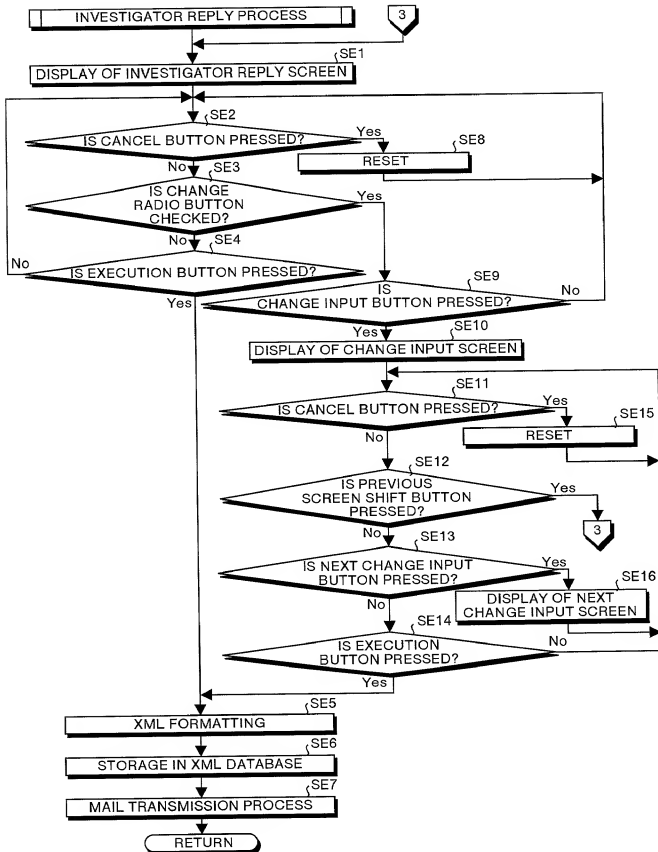 INVESTIGATOR REPLY PROCESS
3
SE1
DISPLAY OF INVESTIGATOR REPLY SCREEN
SE2
IS CANCEL BUTTON PRESSED?
Yes
SE8
RESET
No
SE3
IS CHANGE
RADIO BUTTON
CHECKED?
Yes
No
SE4
IS EXECUTION BUTTON PRESSED?
No
Yes
SE9
IS
CHANGE INPUT BUTTON PRESSED?
No
Yes
SE10
DISPLAY OF CHANGE INPUT SCREEN
SE11
IS CANCEL BUTTON PRESSED?
Yes
SE15
RESET
No
SE12
IS PREVIOUS
SCREEN SHIFT BUTTON
PRESSED?
Yes
3
No
SE13
IS NEXT CHANGE INPUT
BUTTON PRESSED?
Yes
SE16
DISPLAY OF NEXT
CHANGE INPUT SCREEN
No
SE14
IS EXECUTION
BUTTON PRESSED?
No
Yes
SE5
XML FORMATTING
SE6
STORAGE IN XML DATABASE
SE7
MAIL TRANSMISSION PROCESS
RETURN